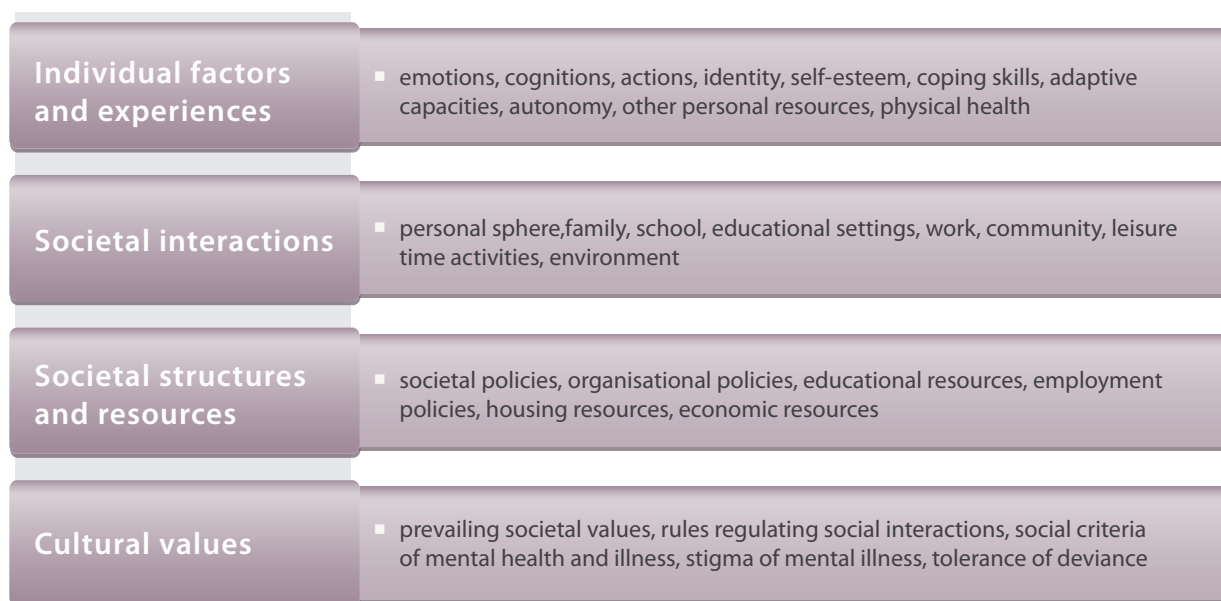 Individual factors
and experiences
▪ emotions, cognitions, actions, identity, self-esteem, coping skills, adaptive
capacities, autonomy, other personal resources, physical health
Societal interactions
▪ personal sphere,family, school, educational settings, work, community, leisure
time activities, environment
Societal structures
and resources
▪ societal policies, organisational policies, educational resources, employment
policies, housing resources, economic resources
Cultural values
▪ prevailing societal values, rules regulating social interactions, social criteria
of mental health and illness, stigma of mental illness, tolerance of deviance